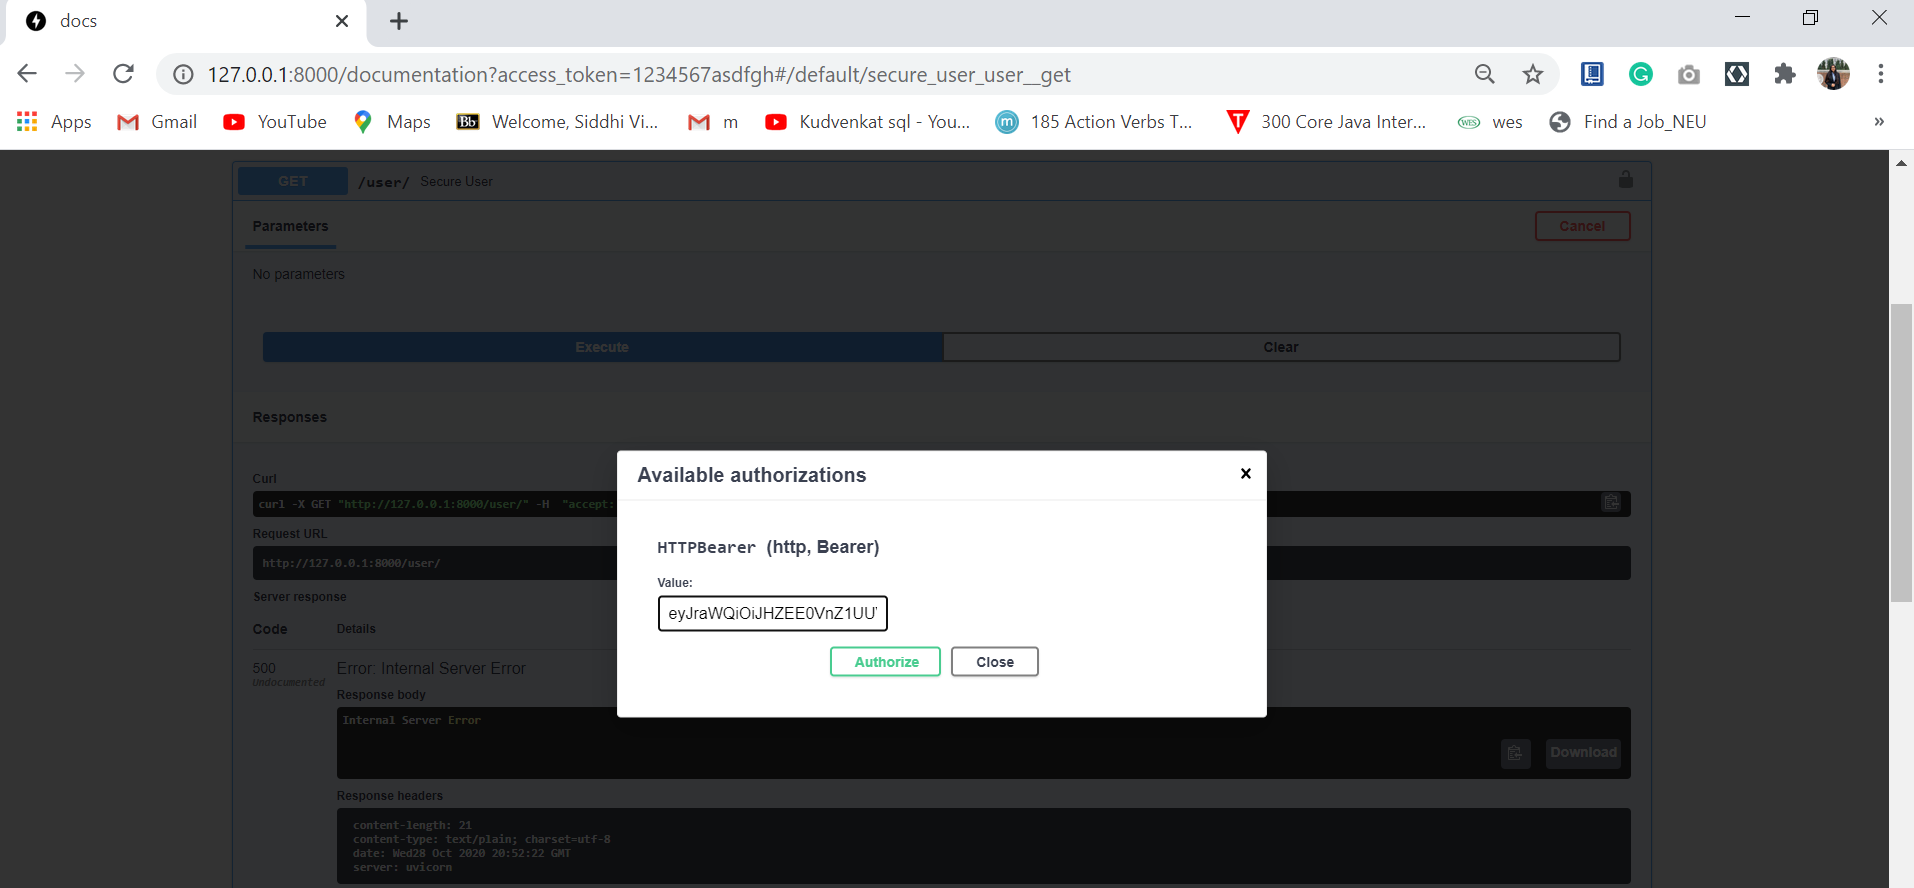 docs
127.0.0.1:8000/documentation?access_token=1234567asdfgh#/default/secure_user_user__get
Apps Gmail YouTube Maps Bb Welcome, Siddhi Vi... m Kudvenkat sql - You... m 185 Action Verbs T... T 300 Core Java Inter... WES wes Find a Job_NEU »
GET /user/ Secure User
Parameters Cancel
No parameters
Execute Clear
Responses
Curl
curl -X GET "http://127.0.0.1:8000/user/" -H "accept:
Request URL
http://127.0.0.1:8000/user/
Server response
Code Details
500 Error: Internal Server Error
Undocumented
Response body
Internal Server Error
Download
Response headers
content-length: 21
content-type: text/plain; charset=utf-8
date: Wed28 Oct 2020 20:52:22 GMT
server: uvicorn
Available authorizations
HTTPBearer (http, Bearer)
Value:
eyJraWQiOiJHZEE0VnZ1UU
Authorize Close